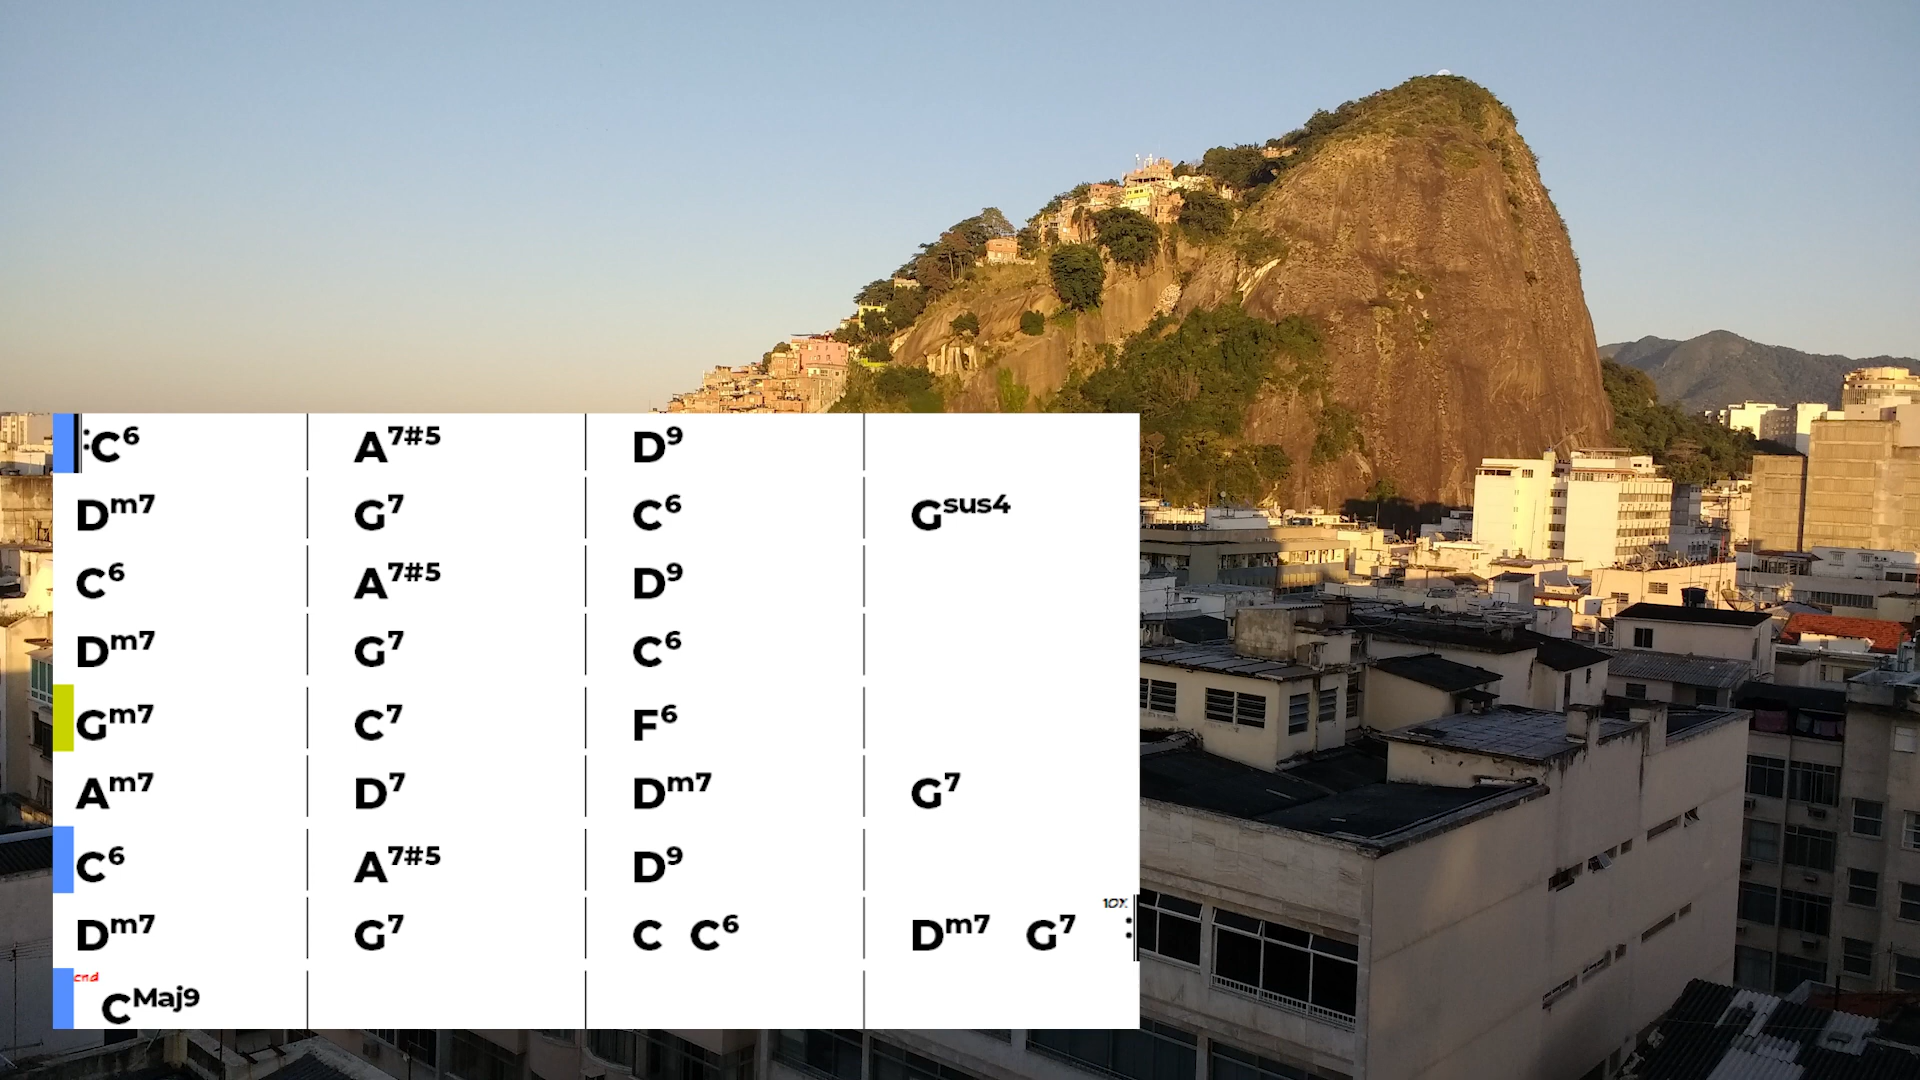 :C6 A7#5 D9
Dm7 G7 C6 Gsus4
C6 A7#5 D9
Dm7 G7 C6
Gm7 C7 F6
Am7 D7 Dm7 G7
C6 A7#5 D9
10x
Dm7 G7 C C6 Dm7 G7 :
end
CMaj9